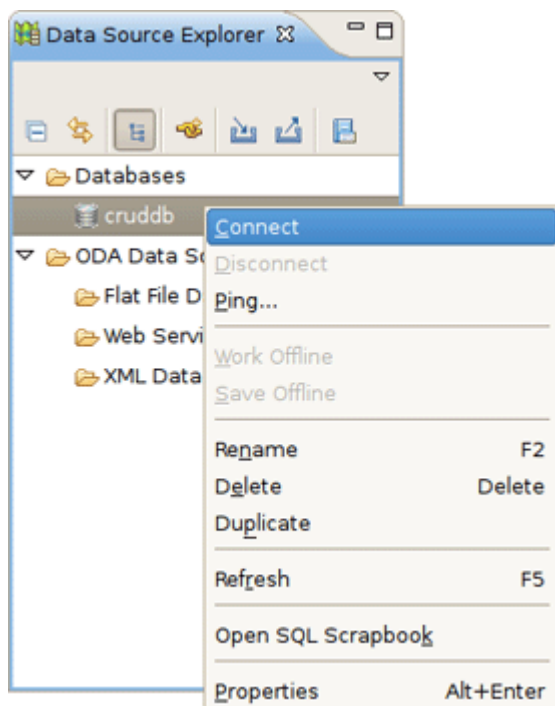 Data Source Explorer
Databases
cruddb
Connect
ODA Data So
Disconnect
Flat File D
Ping...
Web Servi
Work Offline
XML Data
Save Offline
Rename F2
Delete Delete
Duplicate
Refresh F5
Open SQL Scrapbook
Properties Alt+Enter